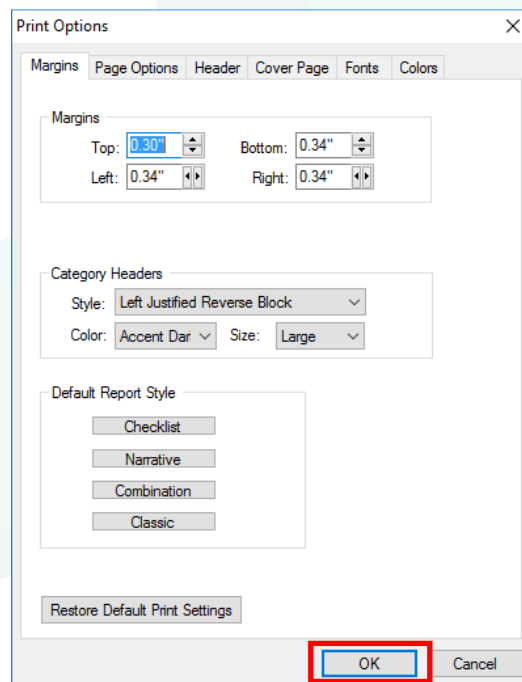 Print Options
Margins Page Options Header Cover Page Fonts Colors
Margins
Top: 0.30" Bottom: 0.34"
Left: 0.34" Right: 0.34"
Category Headers
Style: Left Justified Reverse Block
Color: Accent Dar Size: Large
Default Report Style
Checklist
Narrative
Combination
Classic
Restore Default Print Settings
OK Cancel